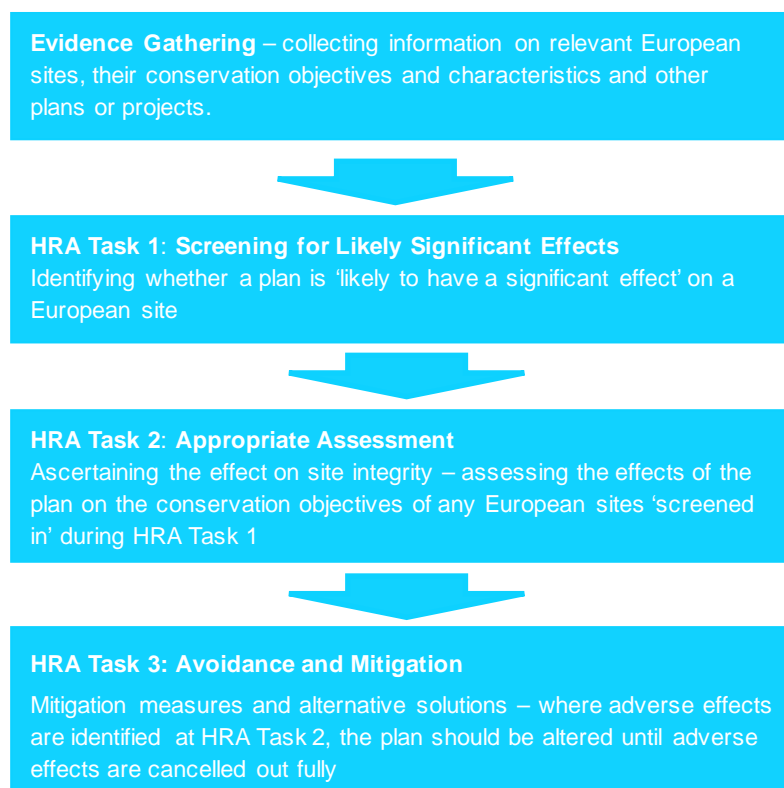 Evidence Gathering – collecting information on relevant European
sites, their conservation objectives and characteristics and other
plans or projects.
HRA Task 1: Screening for Likely Significant Effects
Identifying whether a plan is ‘likely to have a significant effect’ on a
European site
HRA Task 2: Appropriate Assessment
Ascertaining the effect on site integrity – assessing the effects of the
plan on the conservation objectives of any European sites ‘screened
in’ during HRA Task 1
HRA Task 3: Avoidance and Mitigation
Mitigation measures and alternative solutions – where adverse effects
are identified at HRA Task 2, the plan should be altered until adverse
effects are cancelled out fully